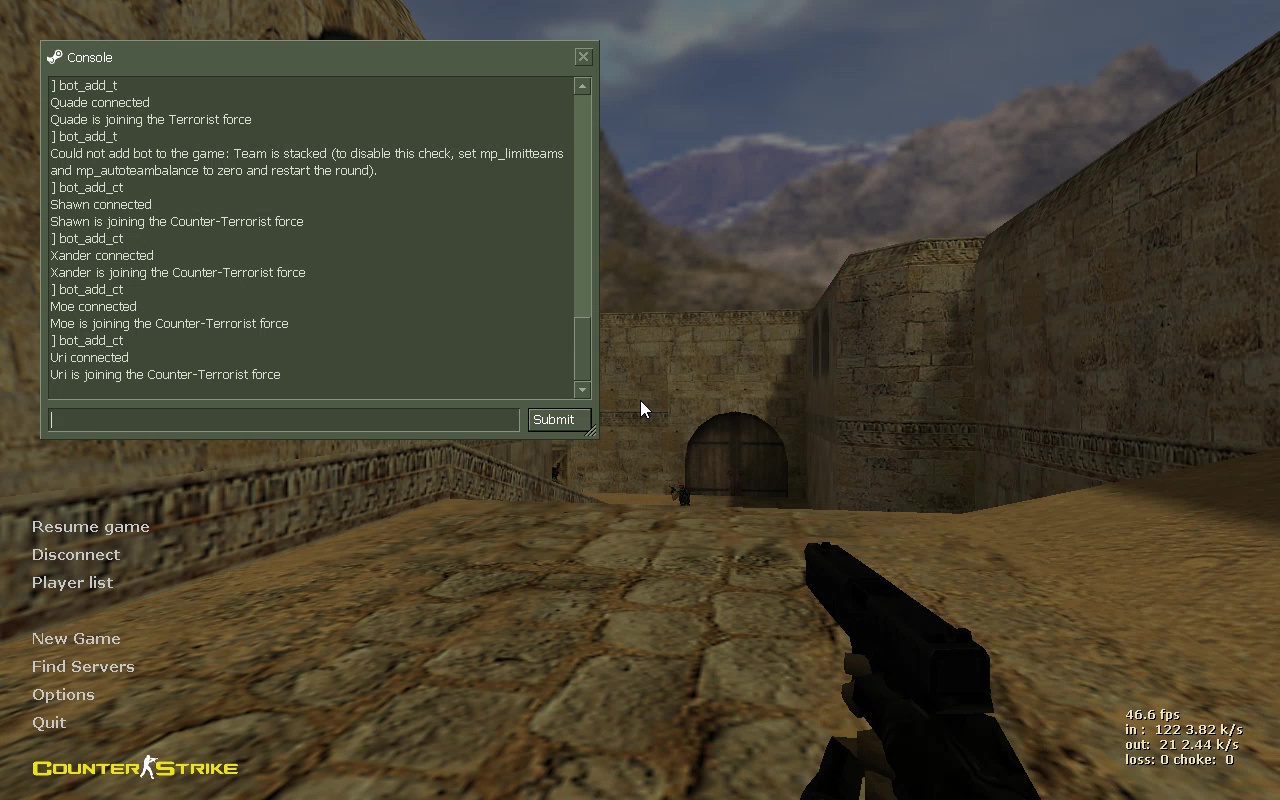 Console
] bot_add_t
Quade connected
Quade is joining the Terrorist force
] bot_add_t
Could not add bot to the game: Team is stacked (to disable this check, set mp_limitteams
and mp_autoteambalance to zero and restart the round).
] bot_add_ct
Shawn connected
Shawn is joining the Counter-Terrorist force
] bot_add_ct
Xander connected
Xander is joining the Counter-Terrorist force
] bot_add_ct
Moe connected
Moe is joining the Counter-Terrorist force
] bot_add_ct
Uri connected
Uri is joining the Counter-Terrorist force
Submit
Resume game
Disconnect
Player list
New Game
Find Servers
Options
Quit
COUNTER STRIKE
46.6 fps
in : 122 3.82 k/s
out: 21 2.44 k/s
loss: 0 choke: 0